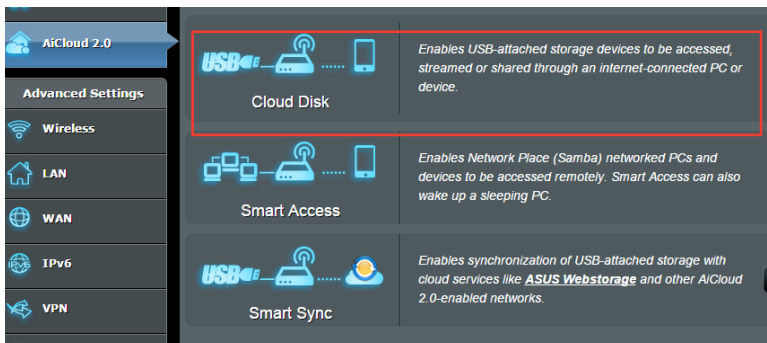 AiCloud 2.0
Advanced Settings
Wireless
LAN
WAN
IPv6
IPv6
VPN
USB
Cloud Disk
Enables USB-attached storage devices to be accessed,
streamed or shared through an internet-connected PC or
device.
Smart Access
Enables Network Place (Samba) networked PCs and
devices to be accessed remotely. Smart Access can also
wake up a sleeping PC.
USB
Smart Sync
Enables synchronization of USB-attached storage with
cloud services like ASUS Webstorage and other AiCloud
2.0-enabled networks.